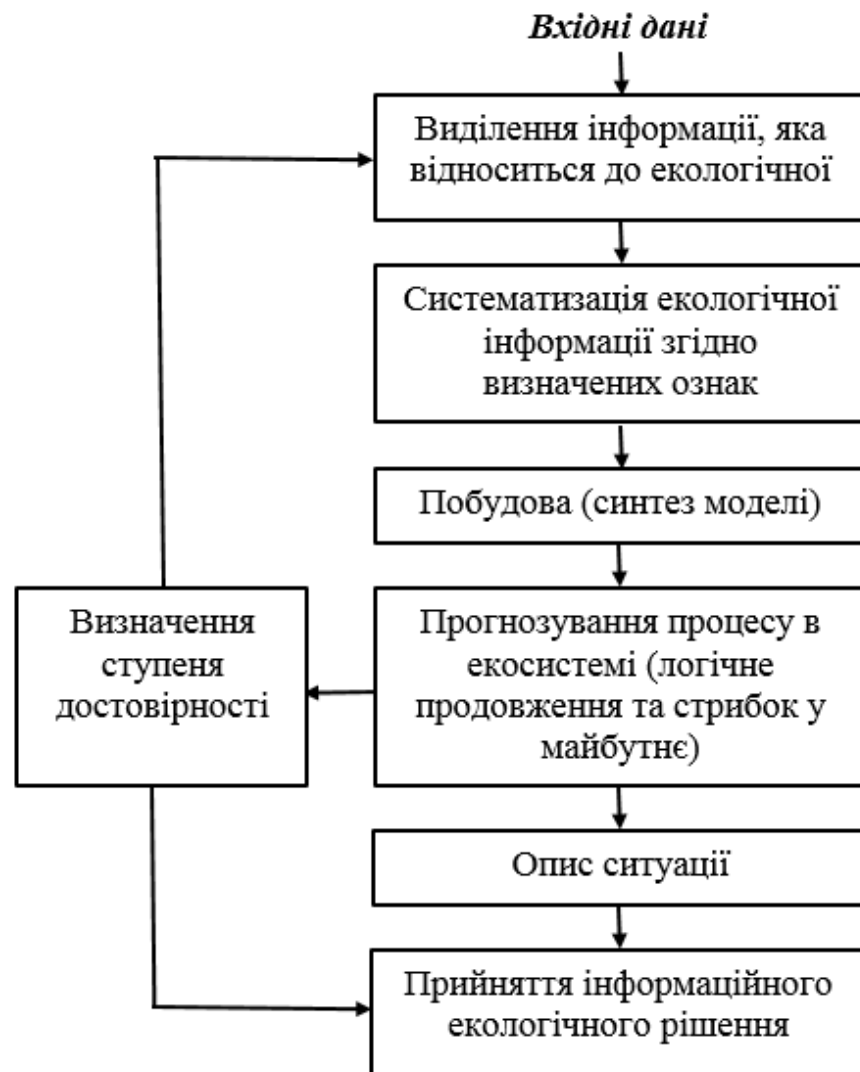 Вхідні дані
Виділення інформації, яка
відноситься до екологічної
Систематизація екологічної
інформації згідно
визначених ознак
Побудова (синтез моделі)
Визначення
ступеня
достовірності
Прогнозування процесу в
екосистемі (логічне
продовження та стрибок у
майбутнє)
Опис ситуації
Прийняття інформаційного
екологічного рішення